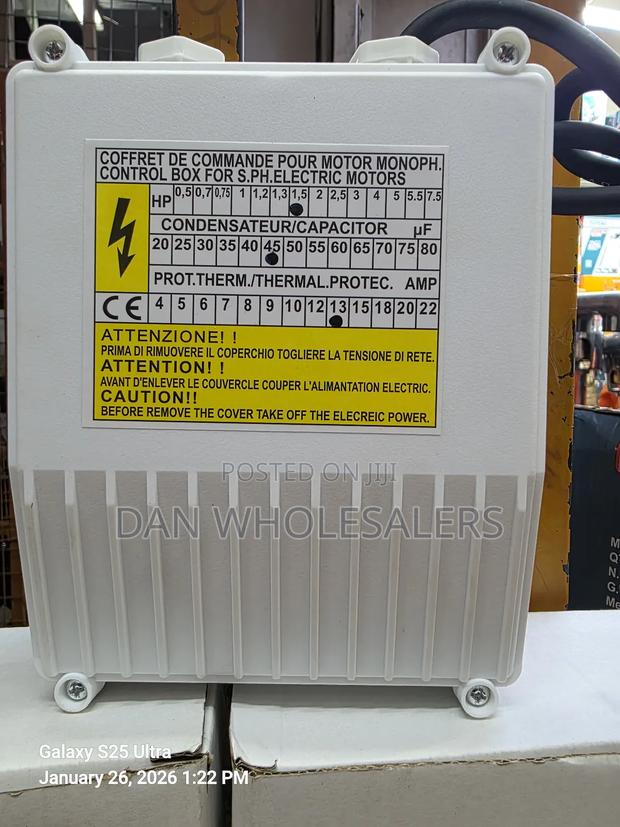 COFFRET DE COMMANDE POUR MOTOR MONOPH.
CONTROL BOX FOR S.PH.ELECTRIC MOTORS
HP 0,5 0,7 0,75 1 1,2 1,3 1,5 2 2,5 3 4 5 5.5 7.5
CONDENSATEUR/CAPACITOR µF
20 25 30 35 40 45 50 55 60 65 70 75 80
PROT.THERM./THERMAL.PROTEC. AMP
CE 4 5 6 7 8 9 10 12 13 15 18 20 22
ATTENZIONE! !
PRIMA DI RIMUOVERE IL COPERCHIO TOGLIERE LA TENSIONE DI RETE.
ATTENTION! !
AVANT D'ENLEVER LE COUVERCLE COUPER L'ALIMANTATION ELECTRIC.
CAUTION!!
BEFORE REMOVE THE COVER TAKE OFF THE ELECREIC POWER.
POSTED ON JIJI
DAN WHOLESALERS
Galaxy S25 Ultra
January 26, 2026 1:22 PM